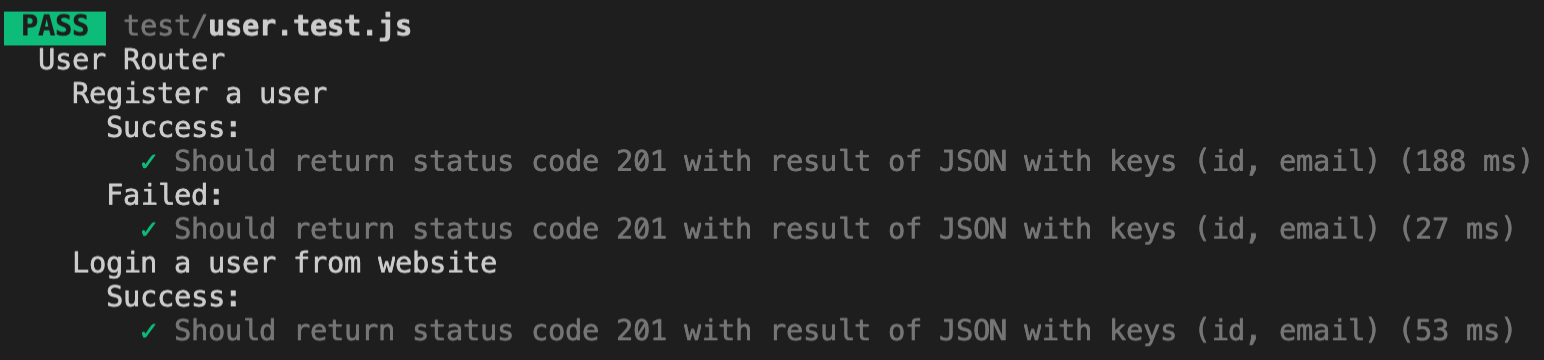 PASS test/user.test.js
User Router
Register a user
Success:
✓ Should return status code 201 with result of JSON with keys (id, email) (188 ms)
Failed:
✓ Should return status code 201 with result of JSON with keys (id, email) (27 ms)
Login a user from website
Success:
✓ Should return status code 201 with result of JSON with keys (id, email) (53 ms)